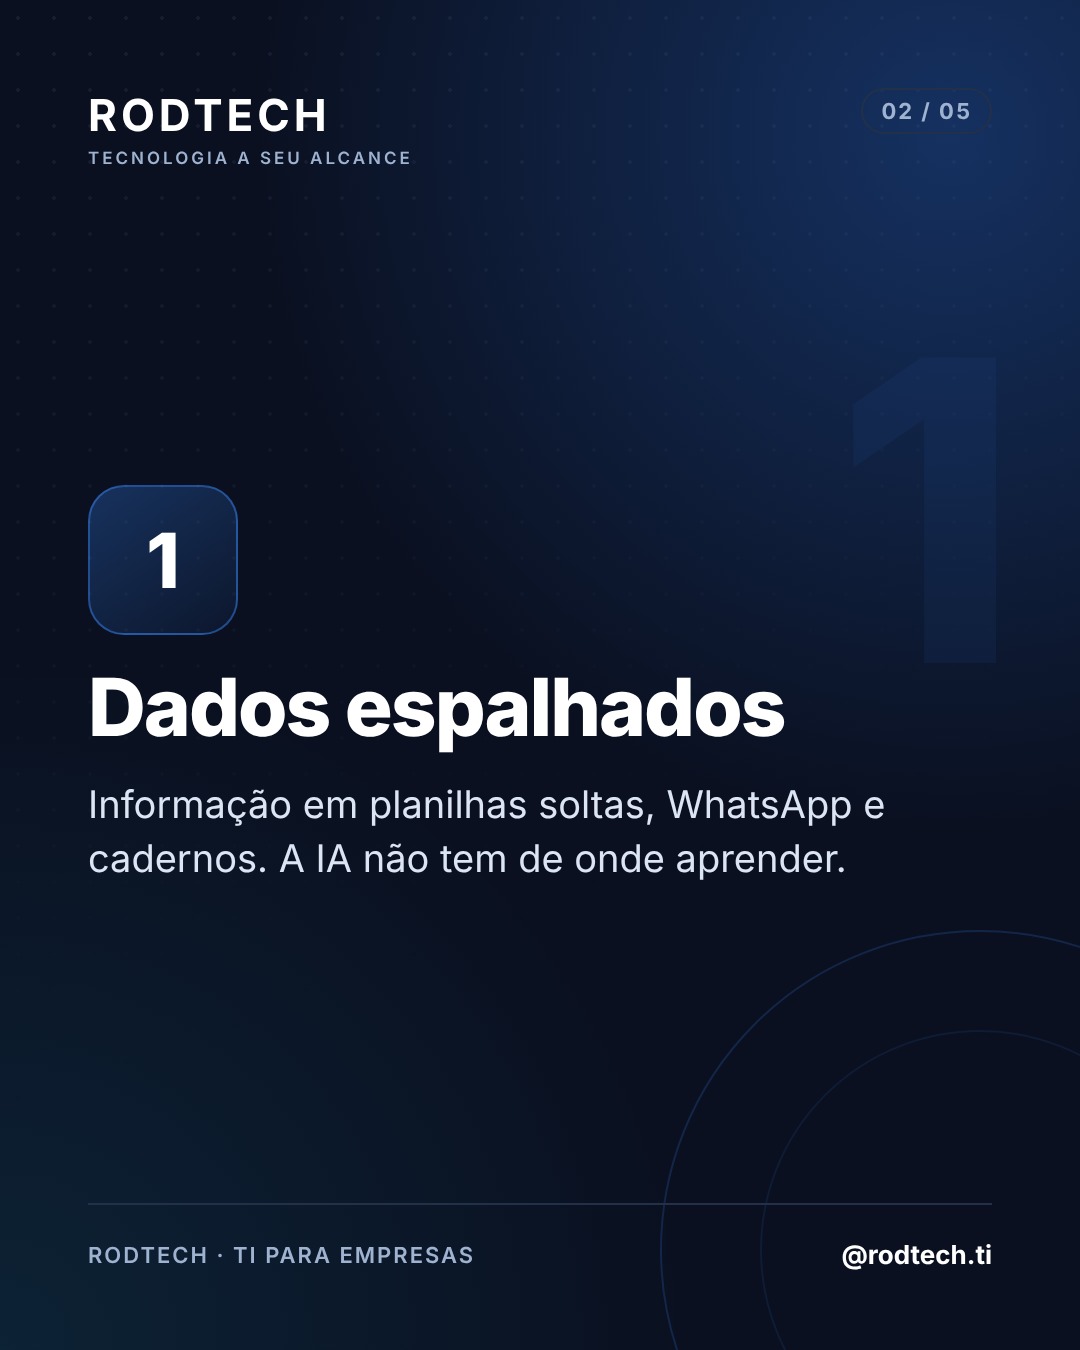 RODTECH
TECNOLOGIA A SEU ALCANCE
02 / 05
1
1
Dados espalhados
Informação em planilhas soltas, WhatsApp e
cadernos. A IA não tem de onde aprender.
RODTECH · TI PARA EMPRESAS
@rodtech.ti